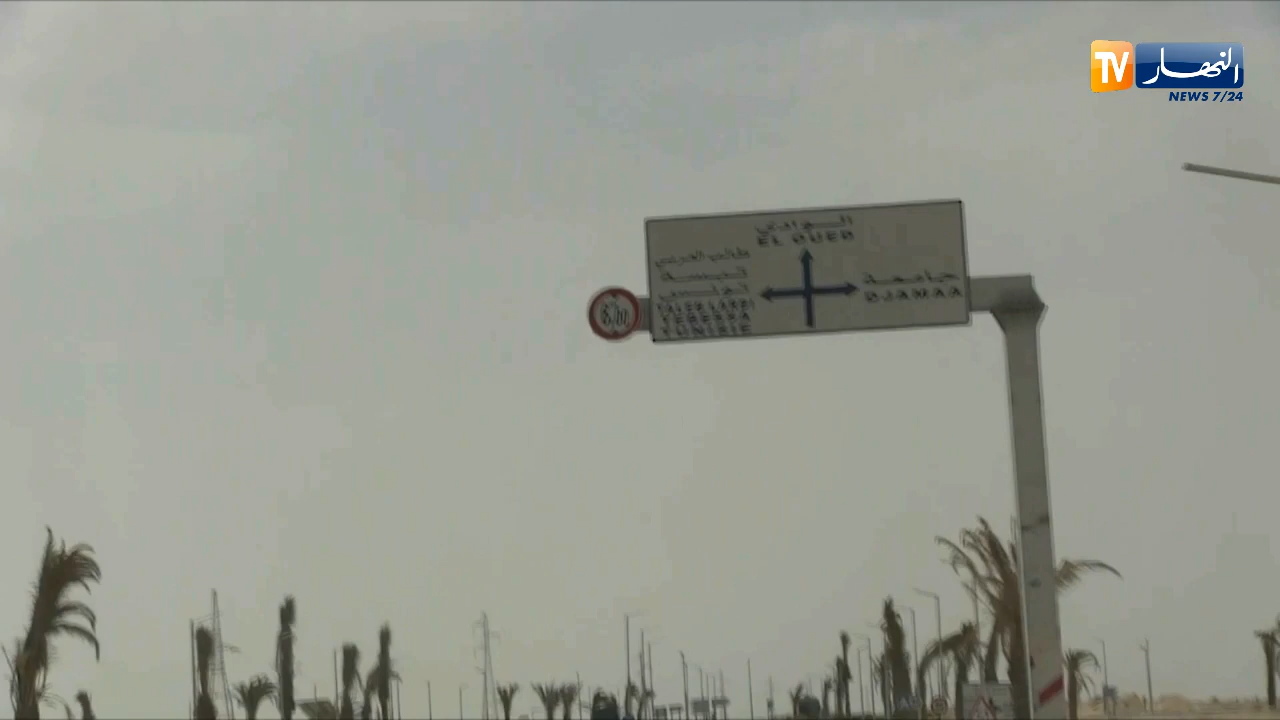 TV النهار
NEWS 7/24
الوادي
EL OUED
طالب العربي
تبسة
تونس
TALEB LARBI
TEBESSA
TUNISIE
جامعة
DJAMAA